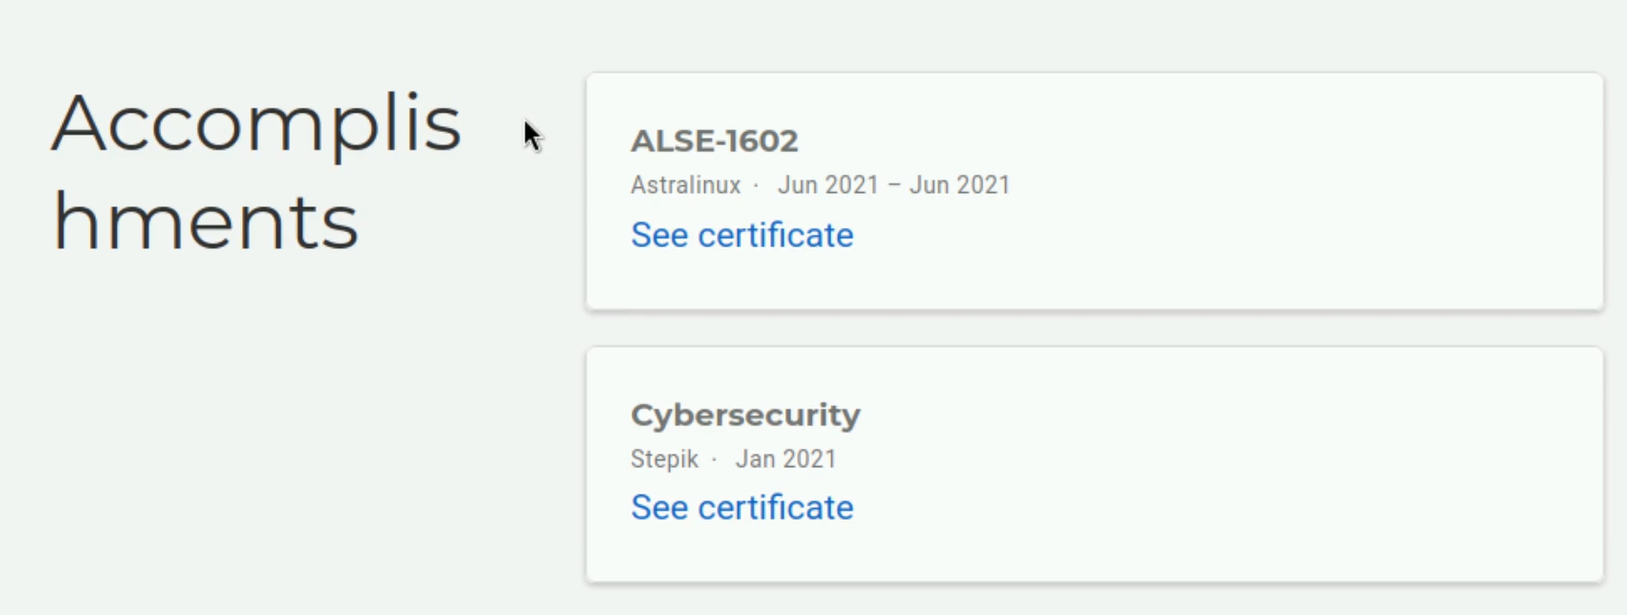 Accomplis
hments
ALSE-1602
Astralinux · Jun 2021 – Jun 2021
See certificate
Cybersecurity
Stepik · Jan 2021
See certificate